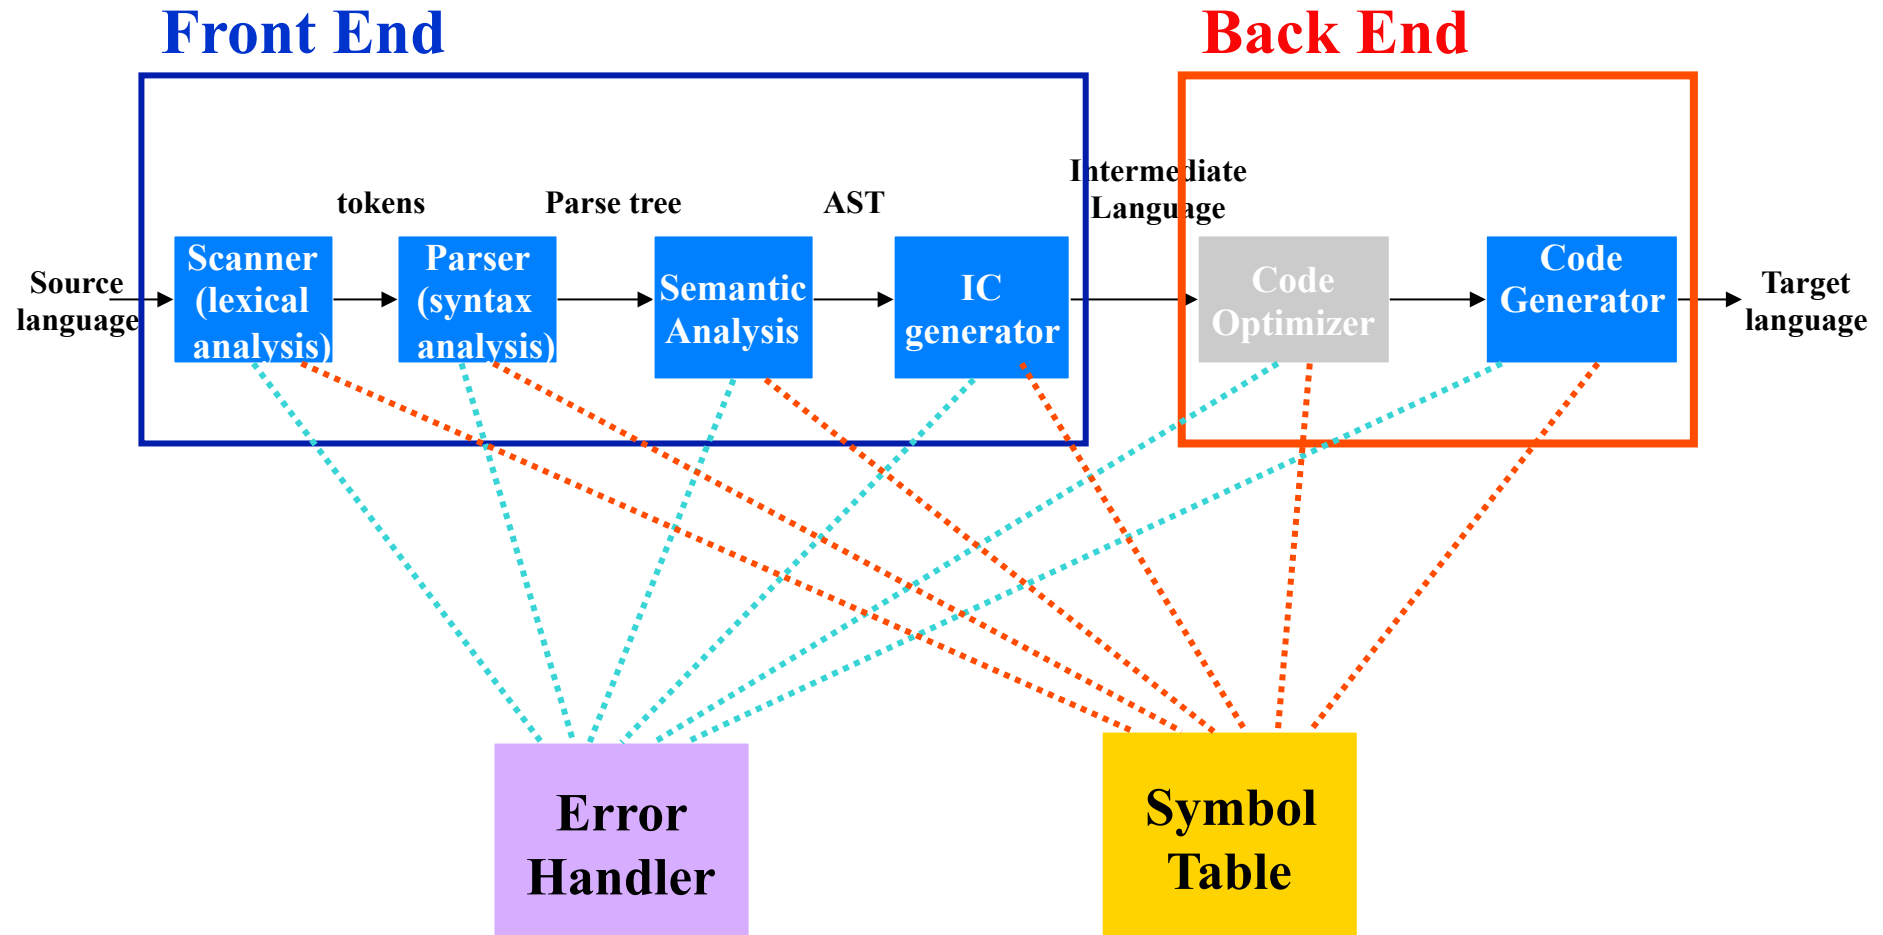 Front End
Back End
tokens
Parse tree
AST
Intermediate
Language
Source
language
Scanner
(lexical
analysis)
Parser
(syntax
analysis)
Semantic
Analysis
IC
generator
Code
Optimizer
Code
Generator
Target
language
Error
Handler
Symbol
Table